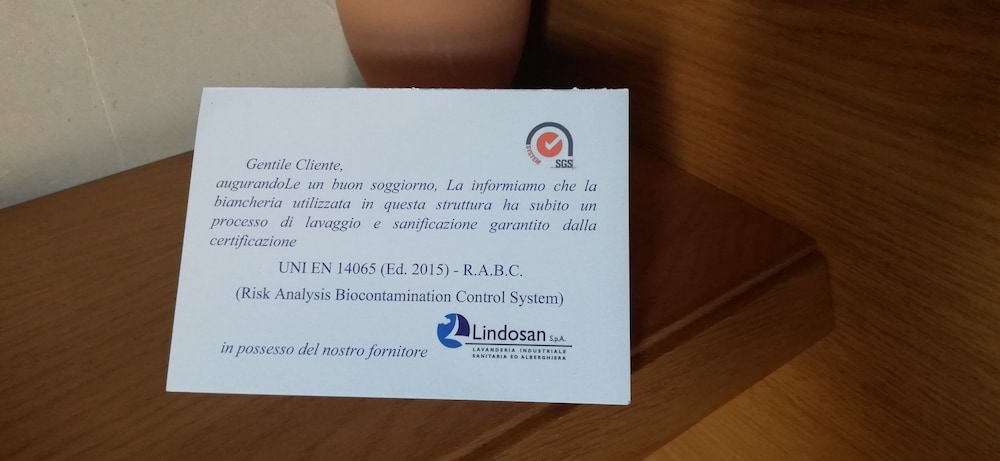 SYSTEM
SGS
Gentile Cliente,
augurandoLe un buon soggiorno, La informiamo che la
biancheria utilizzata in questa struttura ha subito un
processo di lavaggio e sanificazione garantito dalla
certificazione
UNI EN 14065 (Ed. 2015) - R.A.B.C.
(Risk Analysis Biocontamination Control System)
in possesso del nostro fornitore
Lindosan S.p.A.
LAVANDERIA INDUSTRIALE
SANITARIA ED ALBERGHIERA